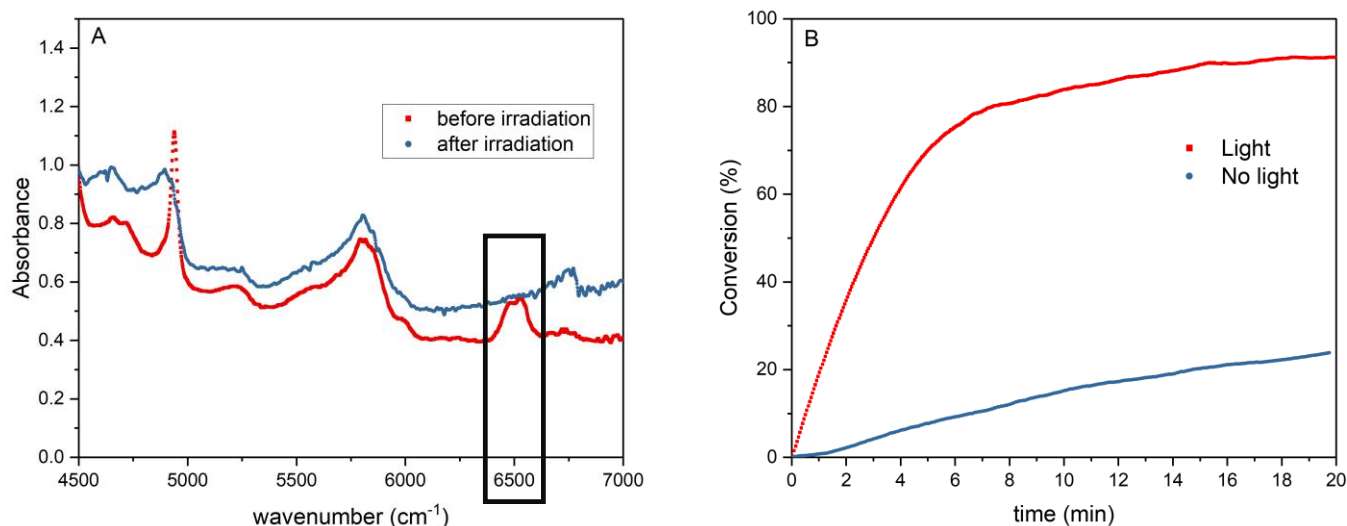 A
1.4
1.2
1.0
0.8
0.6
0.4
0.2
0.0
Absorbance
before irradiation
after irradiation
4500 5000 5500 6000 6500 7000
wavenumber (cm⁻¹)
B
100
80
60
40
20
0
Conversion (%)
Light
No light
0 2 4 6 8 10 12 14 16 18 20
time (min)